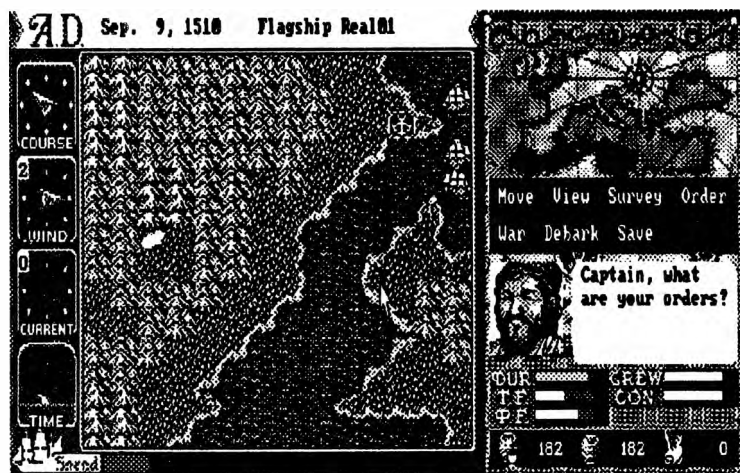 A.D. Sep. 9, 1510 Flagship Real01
COURSE
2
WIND
0
CURRENT
TIME
Sound
Move View Survey Order
War Debark Save
Captain, what
are your orders?
DUR CREW
T.F CON
P.F
182 182 0